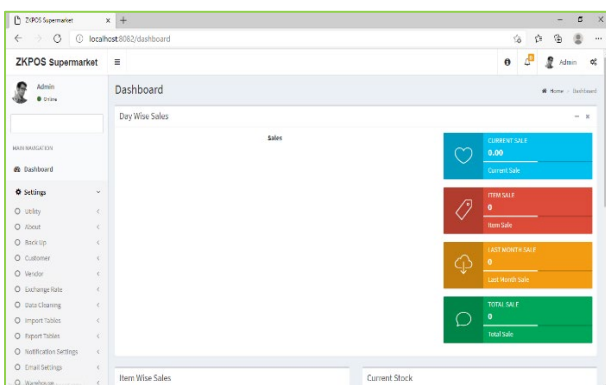 ZKPOS Supermarket
localhost:8082/dashboard
ZKPOS Supermarket
Admin
Admin
Online
Dashboard
Home > Dashboard
Day Wise Sales
Sales
CURRENT SALE
0.00
Current Sale
ITEM SALE
0
Item Sale
LAST MONTH SALE
0
Last Month Sale
TOTAL SALE
0
Total Sale
MAIN NAVIGATION
Dashboard
Settings
Utility
About
Back Up
Customer
Vendor
Exchange Rate
Data Cleaning
Import Tables
Export Tables
Notification Settings
Email Settings
Warehouse
Item Wise Sales
Current Stock